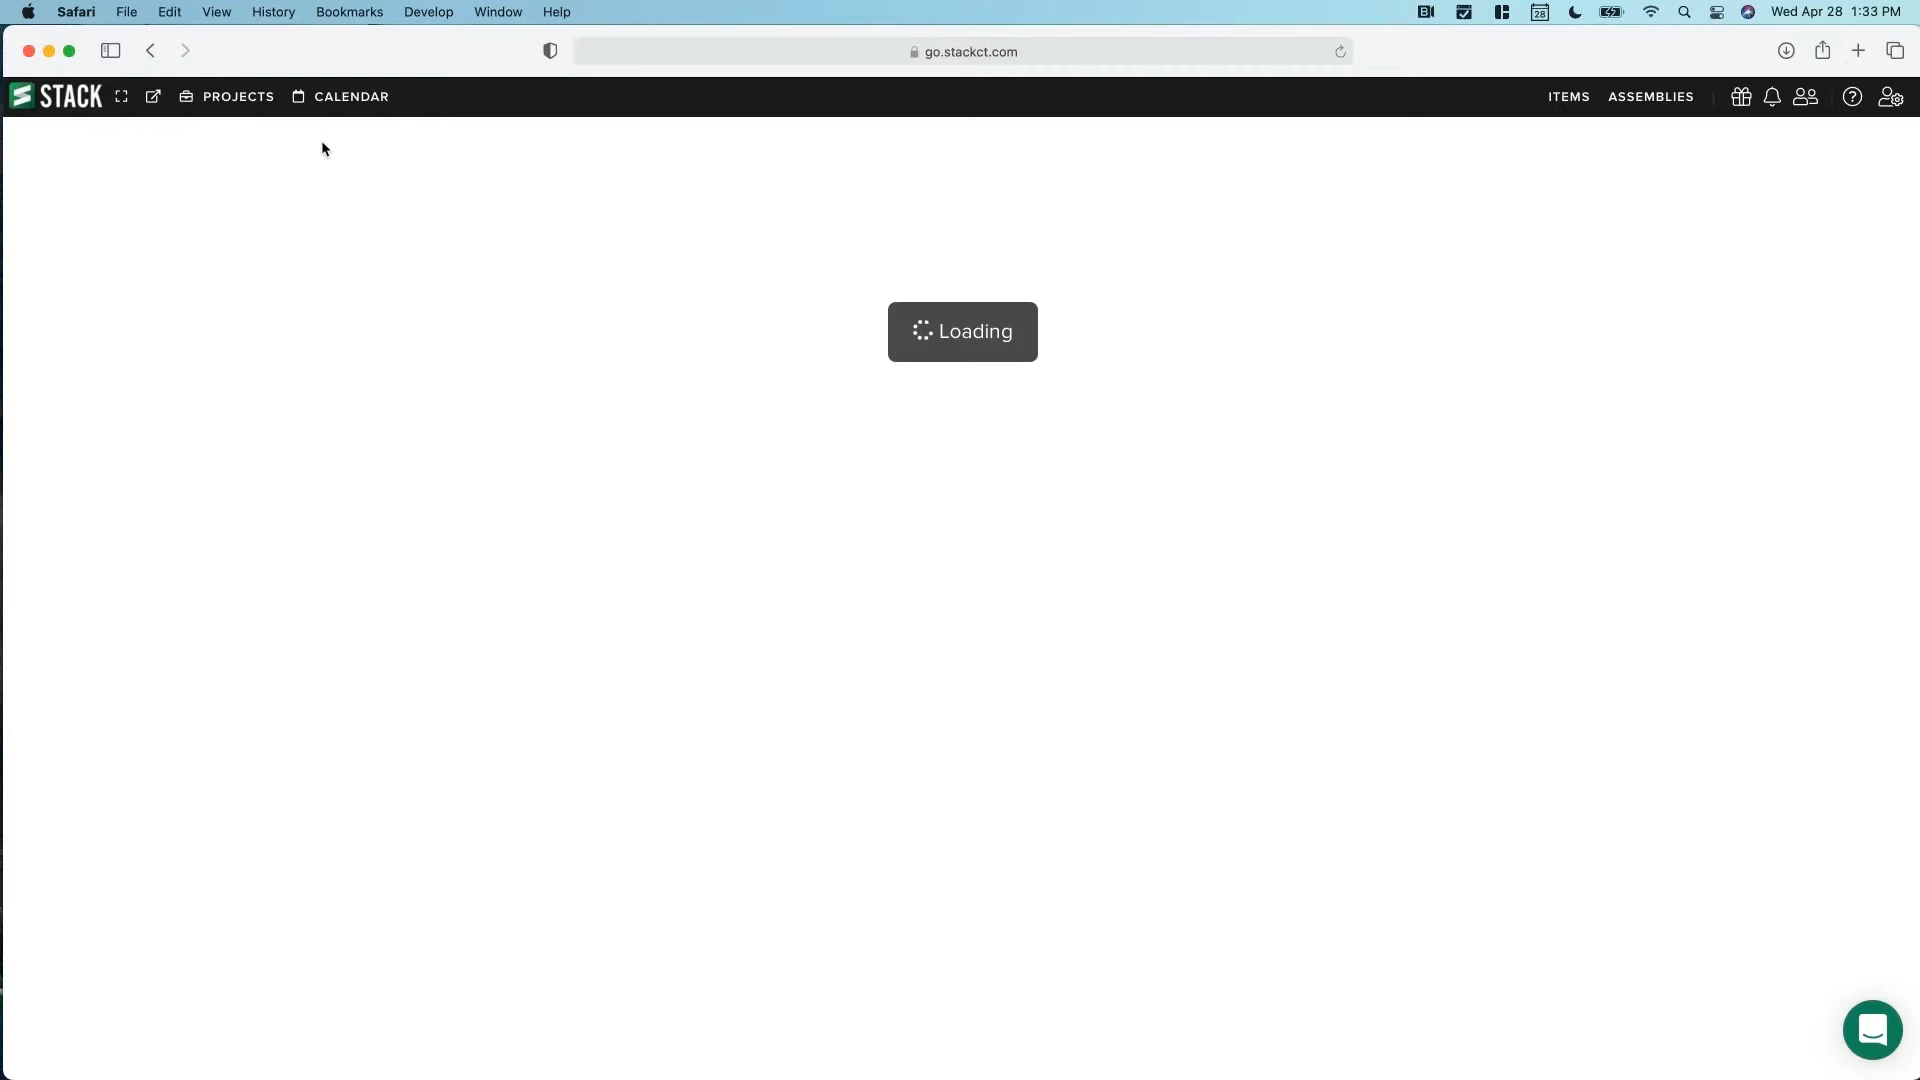 Safari File Edit View History Bookmarks Develop Window Help 28 Wed Apr 28 1:33 PM
go.stackct.com
STACK PROJECTS CALENDAR ITEMS ASSEMBLIES
Loading